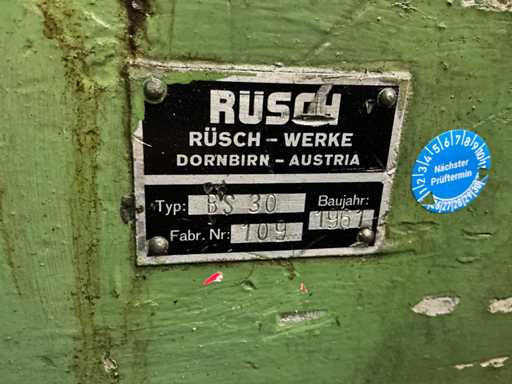 RÜSCH
RÜSCH-WERKE
DORNBIRN-AUSTRIA
Typ: BS 30
Baujahr: 1961
Fabr. Nr: 109
Nächster
Prüftermin